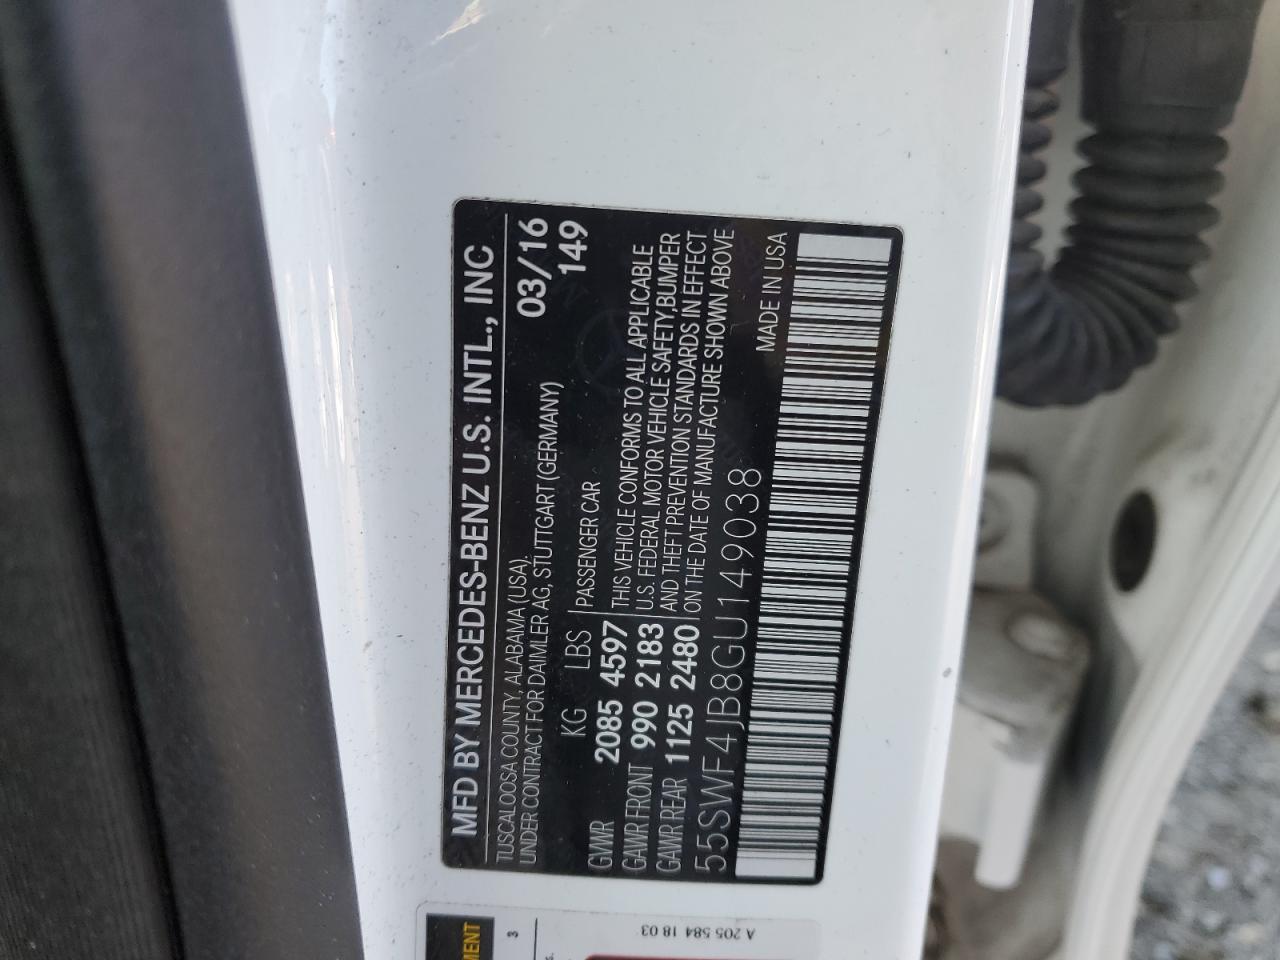 MFD BY MERCEDES-BENZ U.S. INTL., INC
TUSCALOOSA COUNTY, ALABAMA (USA).
UNDER CONTRACT FOR DAIMLER AG, STUTTGART (GERMANY)
03/16
149
KG LBS PASSENGER CAR
GVWR 2085 4597
GAWR FRONT 990 2183
GAWR REAR 1125 2480
THIS VEHICLE CONFORMS TO ALL APPLICABLE
U.S. FEDERAL MOTOR VEHICLE SAFETY,BUMPER
AND THEFT PREVENTION STANDARDS IN EFFECT
ON THE DATE OF MANUFACTURE SHOWN ABOVE
55SWF4JB8GU149038
MADE IN USA
3
A 205 584 18 03